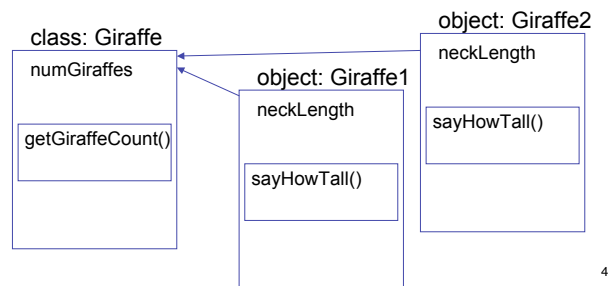 class: Giraffe
numGiraffes
getGiraffeCount()
object: Giraffe1
neckLength
sayHowTall()
object: Giraffe2
neckLength
sayHowTall()
4